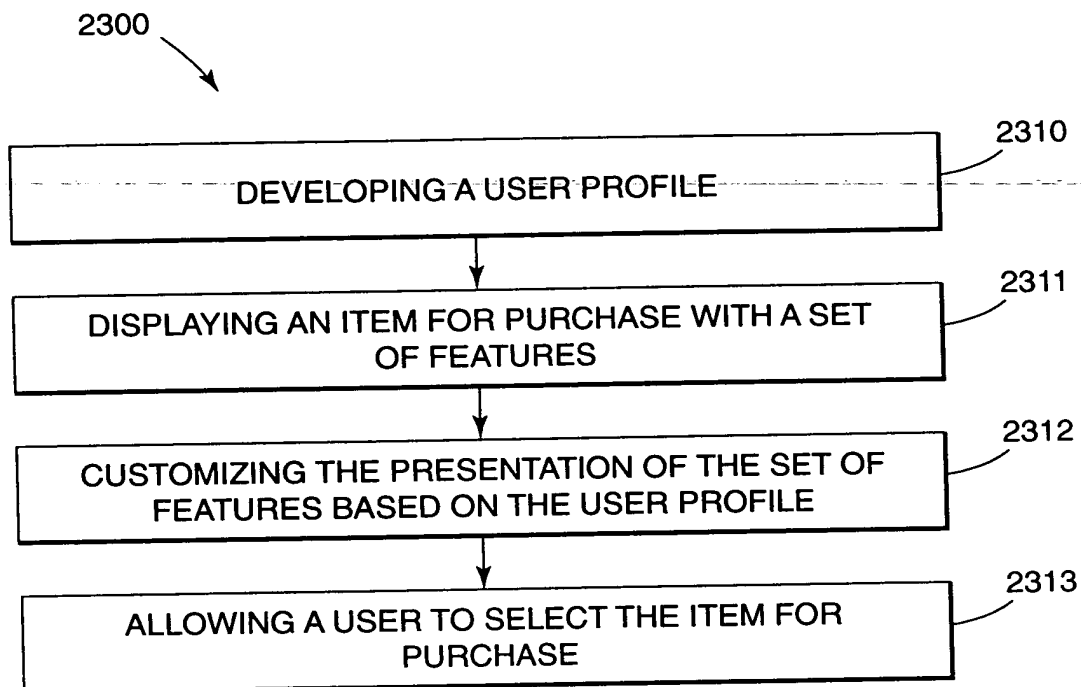 2300
2310
DEVELOPING A USER PROFILE
2311
DISPLAYING AN ITEM FOR PURCHASE WITH A SET
OF FEATURES
2312
CUSTOMIZING THE PRESENTATION OF THE SET OF
FEATURES BASED ON THE USER PROFILE
2313
ALLOWING A USER TO SELECT THE ITEM FOR
PURCHASE